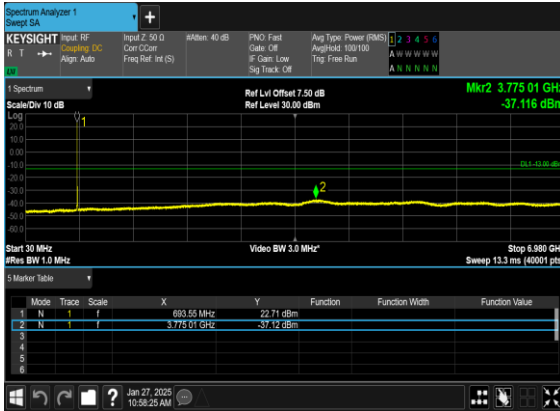 Spectrum Analyzer 1
Swept SA
+
KEYSIGHT Input: RF Input Z: 50 Ω #Atten: 40 dB PNO: Fast Avg Type: Power (RMS) 1 2 3 4 5 6
R T Coupling: DC Corr CCorr Gate: Off Avg|Hold: 100/100 A W W W W W
Align: Auto Freq Ref: Int (S) IF Gain: Low Trig: Free Run
Sig Track: Off A N N N N N
1 Spectrum Ref Lvl Offset 7.50 dB Mkr2 3.775 01 GHz
Scale/Div 10 dB Ref Level 30.00 dBm -37.116 dBm
Log
1
20.0
10.0
0.00
-10.0
DL1 -13.00 dBm
-20.0
-30.0
2
-40.0
-50.0
-60.0
Start 30 MHz Video BW 3.0 MHz* Stop 6.980 GHz
#Res BW 1.0 MHz Sweep 13.3 ms (40001 pts)
5 Marker Table
Mode Trace Scale X Y Function Function Width Function Value
1 N 1 f 693.55 MHz 22.71 dBm
2 N 1 f 3.775 01 GHz -37.12 dBm
3
4
5
6
? Jan 27, 2025
10:58:25 AM